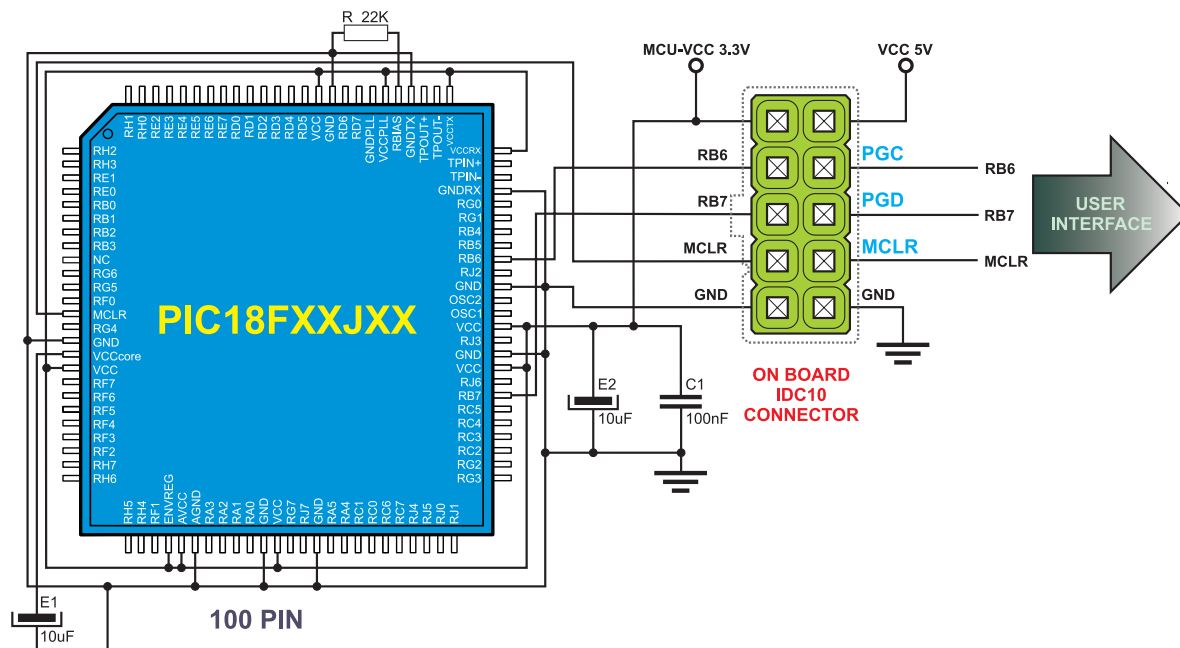 R 22K
MCU-VCC 3.3V
VCC 5V
RH1
RH0
RE2
RE3
RE4
RE5
RE6
RE7
RD0
RD1
RD2
RD3
RD4
RD5
VCC
GND
RD6
RD7
GNDPLL
VCCPLL
RBIAS
GNDTX
TPOUT+
TPOUT-
VCCTX
RH2
RH3
RE1
RE0
RB0
RB1
RB2
RB3
NC
RG6
RG5
RF0
MCLR
RG4
GND
VCCcore
VCC
RF7
RF6
RF5
RF4
RF3
RF2
RH7
RH6
PIC18FXXJXX
VCCRX
TPIN+
TPIN-
GNDRX
RG0
RG1
RB4
RB5
RB6
RJ2
GND
OSC2
OSC1
VCC
RJ3
GND
VCC
RJ6
RB7
RC5
RC4
RC3
RC2
RG2
RG3
RH5
RH4
RF1
ENVREG
AVCC
AGND
RA3
RA2
RA1
RA0
GND
VCC
RG7
RJ7
GND
RA5
RA4
RC1
RC0
RC6
RC7
RJ4
RJ5
RJ0
RJ1
RB6
PGC
RB6
RB7
PGD
RB7
MCLR
MCLR
MCLR
GND
GND
USER
INTERFACE
E2
10uF
C1
100nF
ON BOARD
IDC10
CONNECTOR
E1
10uF
100 PIN